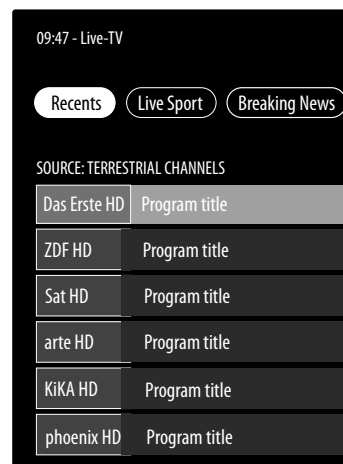 09:47 - Live-TV
Recents Live Sport Breaking News
SOURCE: TERRESTRIAL CHANNELS
Das Erste HD Program title
ZDF HD Program title
Sat HD Program title
arte HD Program title
KiKA HD Program title
phoenix HD Program title